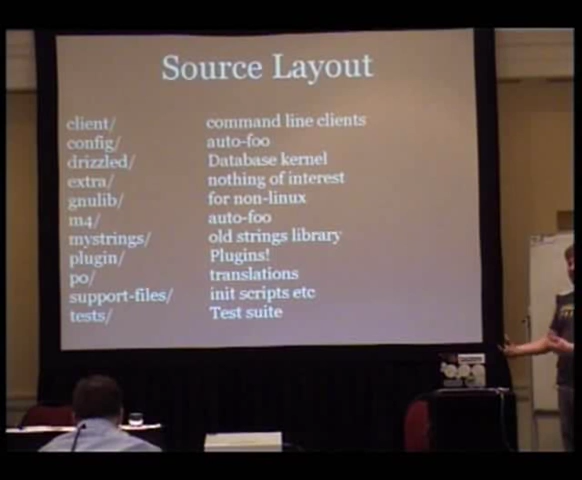 Source Layout
client/ command line clients
config/ auto-foo
drizzled/ Database kernel
extra/ nothing of interest
gnulib/ for non-linux
m4/ auto-foo
mystrings/ old strings library
plugin/ Plugins!
po/ translations
support-files/ init scripts etc
tests/ Test suite